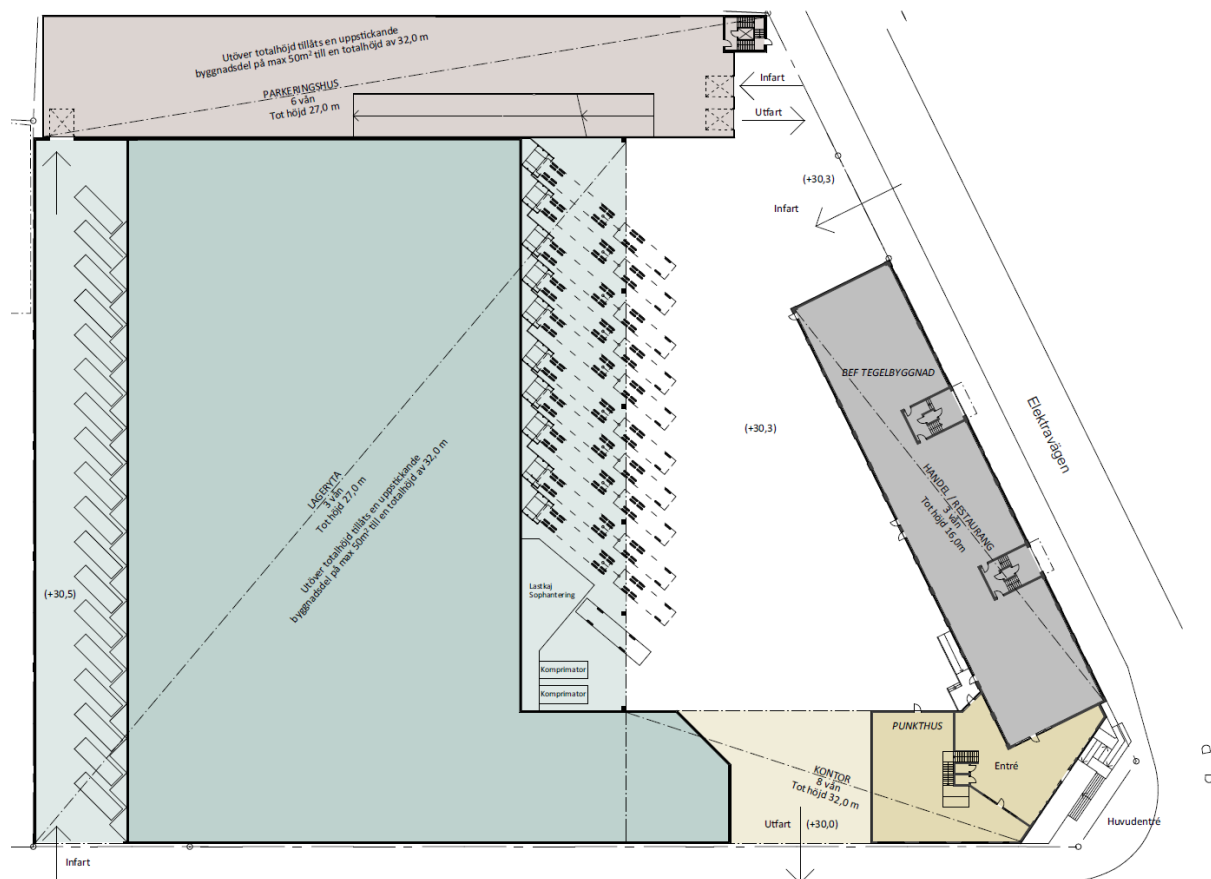 Utöver totalhöjd tillåts en uppstickande
byggnadsdel på max 50m² till en totalhöjd av 32,0 m
PARKERINGSHUS
6 vån
Tot höjd 27,0 m
Infart
Utfart
(+30,3)
Infart
BEF TEGELBYGGNAD
Elektravägen
(+30,3)
HANDEL / RESTAURANG
3 vån
Tot höjd 16,0m
LAGERYTA
3 vån
Tot höjd 27,0 m
Utöver totalhöjd tillåts en uppstickande
byggnadsdel på max 50m² till en totalhöjd av 32,0 m
(+30,5)
Lastkaj
Sophantering
Komprimator
Komprimator
PUNKTHUS
Entré
KONTOR
8 vån
Tot höjd 32,0 m
Utfart
(+30,0)
Huvudentré
Infart